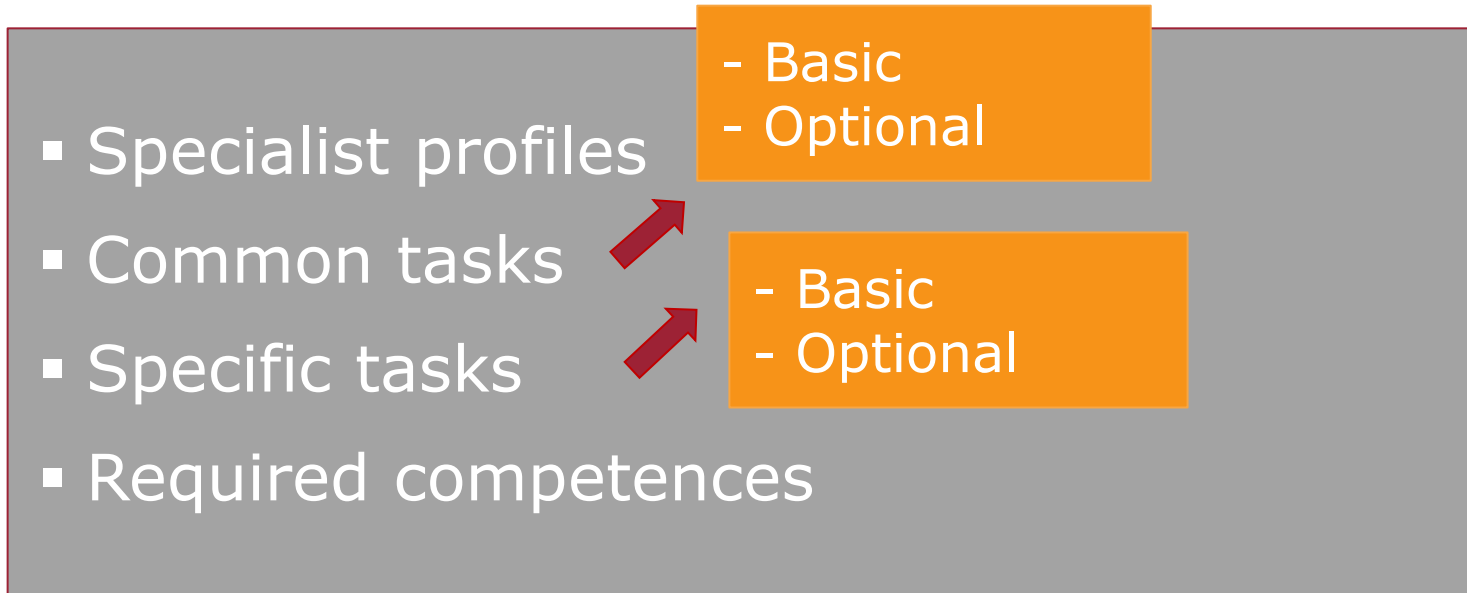 - Basic
- Optional
▪ Specialist profiles
▪ Common tasks
- Basic
- Optional
▪ Specific tasks
▪ Required competences